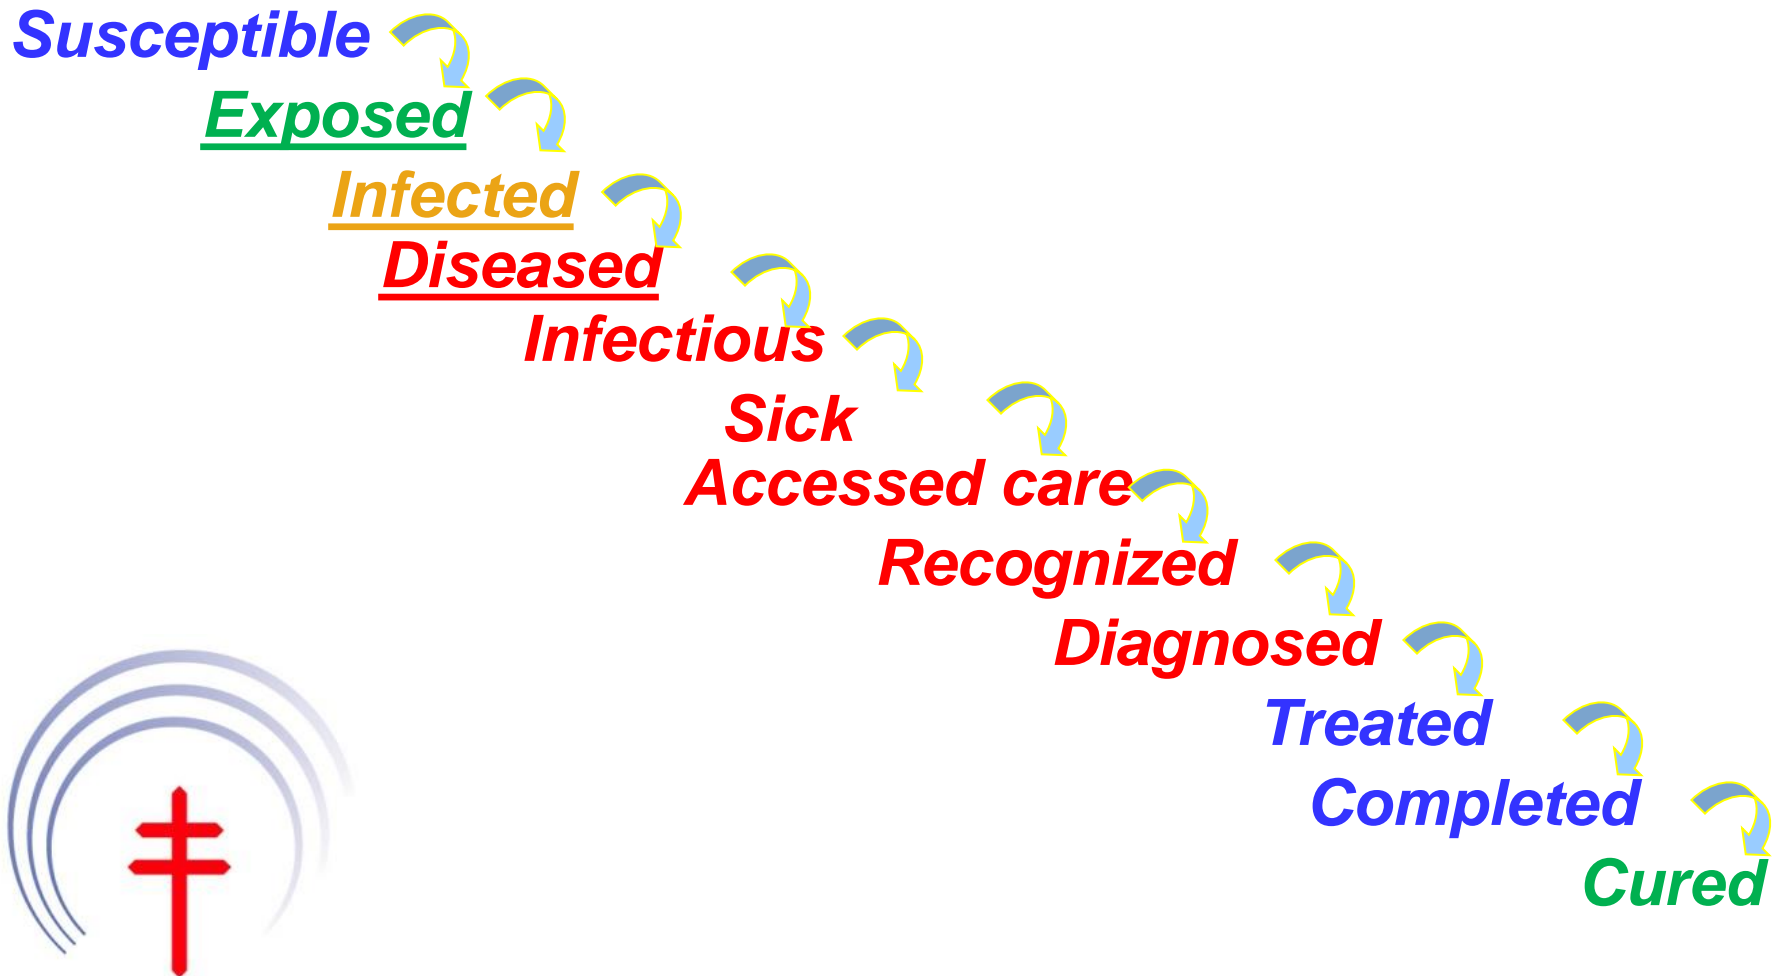 Susceptible
Exposed
Infected
Diseased
Infectious
Sick
Accessed care
Recognized
Diagnosed
Treated
Completed
Cured